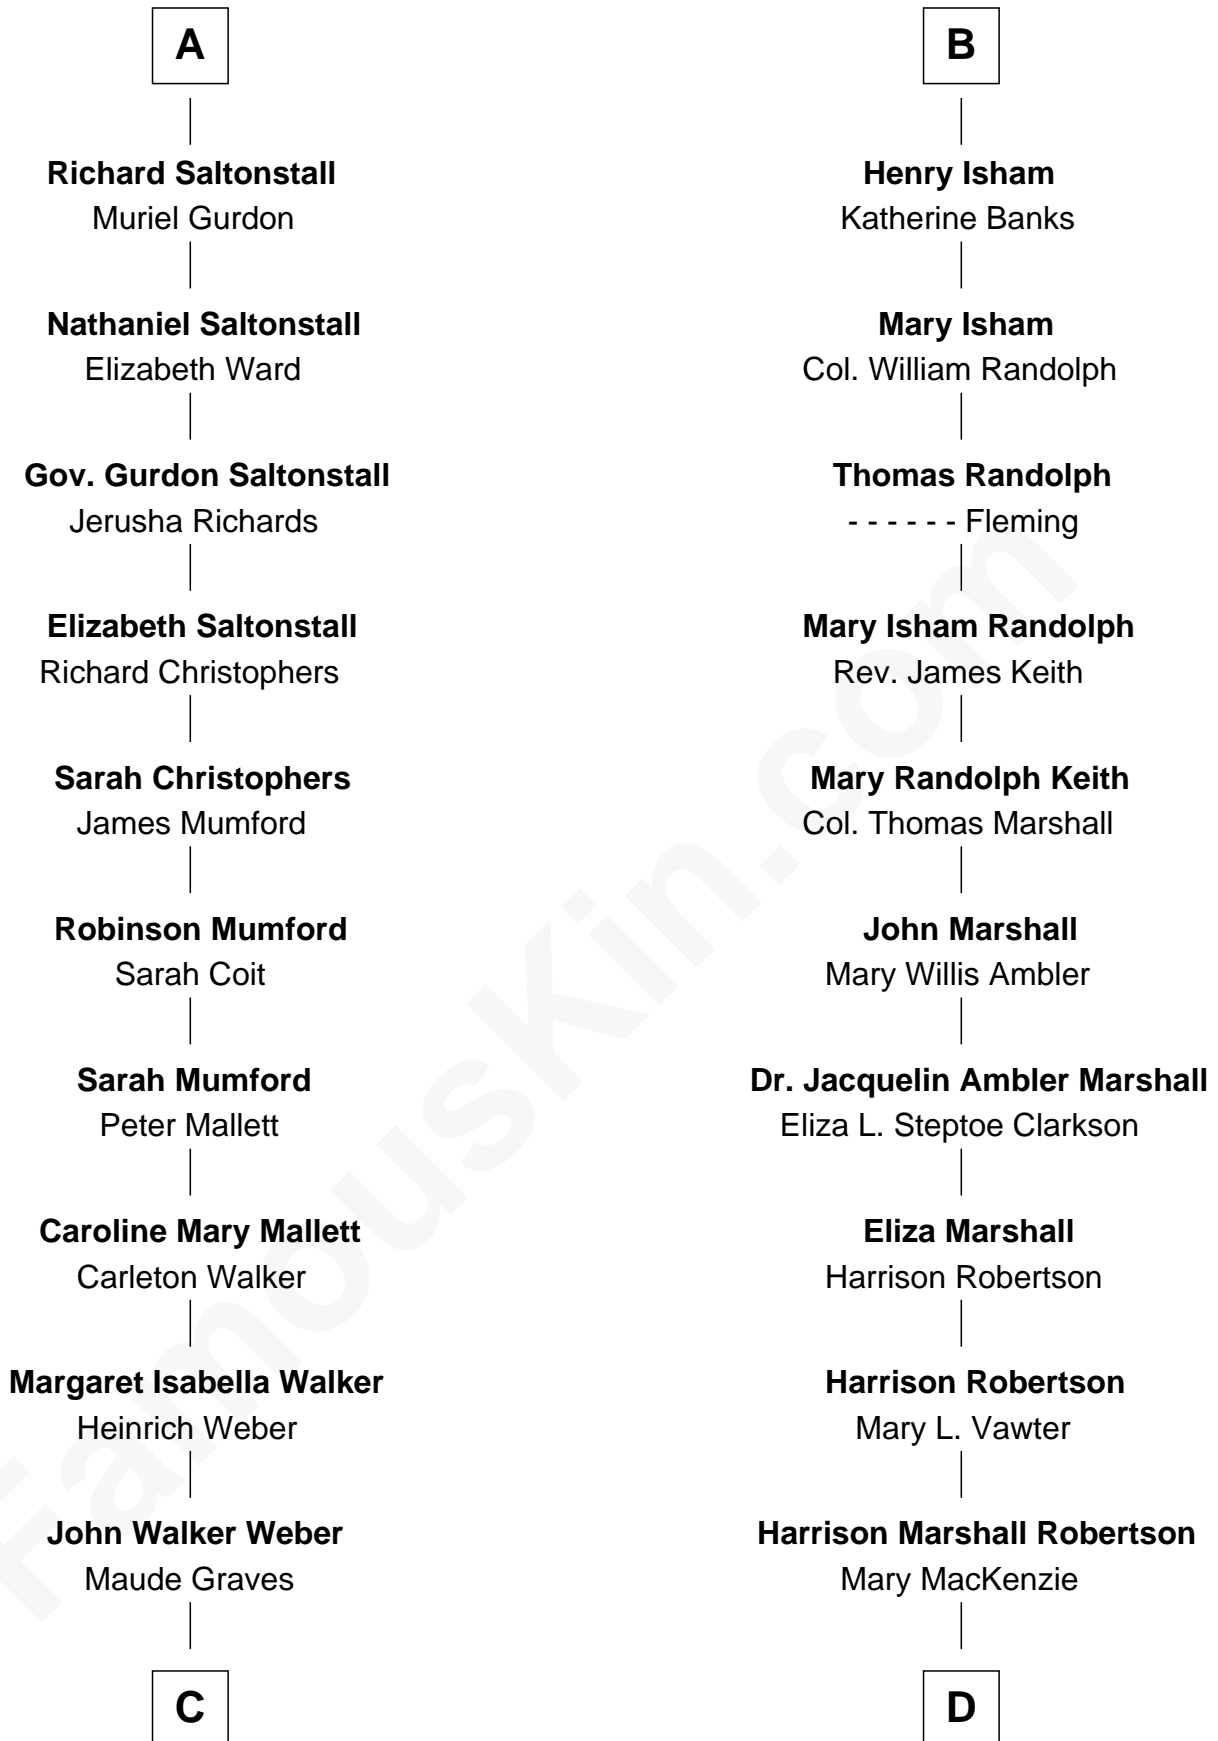 A
Richard Saltonstall
Muriel Gurdon
Nathaniel Saltonstall
Elizabeth Ward
Gov. Gurdon Saltonstall
Jerusha Richards
Elizabeth Saltonstall
Richard Christophers
Sarah Christophers
James Mumford
Robinson Mumford
Sarah Coit
Sarah Mumford
Peter Mallett
Caroline Mary Mallett
Carleton Walker
Margaret Isabella Walker
Heinrich Weber
John Walker Weber
Maude Graves
C
B
Henry Isham
Katherine Banks
Mary Isham
Col. William Randolph
Thomas Randolph
- - - - - - Fleming
Mary Isham Randolph
Rev. James Keith
Mary Randolph Keith
Col. Thomas Marshall
John Marshall
Mary Willis Ambler
Dr. Jacquelin Ambler Marshall
Eliza L. Steptoe Clarkson
Eliza Marshall
Harrison Robertson
Harrison Robertson
Mary L. Vawter
Harrison Marshall Robertson
Mary MacKenzie
D
FamousKin.com